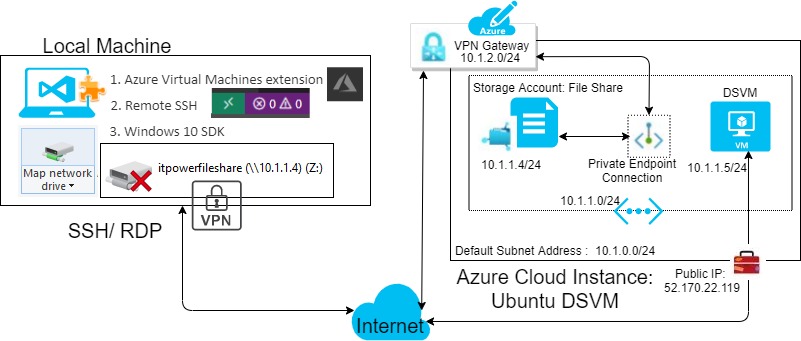 Local Machine
1. Azure Virtual Machines extension
2. Remote SSH
0 0
3. Windows 10 SDK
Map network
drive
itpowerfileshare (\\10.1.1.4) (Z:)
VPN
SSH/ RDP
Internet
Azure
VPN Gateway
10.1.2.0/24
Storage Account: File Share
10.1.1.4/24
Private Endpoint
Connection
DSVM
VM
10.1.1.5/24
10.1.1.0/24
Default Subnet Address : 10.1.0.0/24
Azure Cloud Instance:
Ubuntu DSVM
Public IP:
52.170.22.119